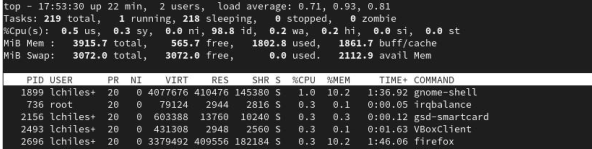 top - 17:53:30 up 22 min,  2 users,  load average: 0.71, 0.93, 0.81
Tasks: 219 total,   1 running, 218 sleeping,   0 stopped,   0 zombie
%Cpu(s):  0.5 us,  0.3 sy,  0.0 ni, 98.8 id,  0.2 wa,  0.2 hi,  0.0 si,  0.0 st
MiB Mem :   3915.7 total,    565.7 free,   1802.8 used,   1861.7 buff/cache
MiB Swap:   3072.0 total,   3072.0 free,      0.0 used.   2112.9 avail Mem
PID USER      PR  NI    VIRT    RES    SHR S  %CPU  %MEM     TIME+ COMMAND
1899 lchiles+  20   0 4077676 410476 145380 S   1.0  10.2   1:36.92 gnome-shell
736 root      20   0   79124   2944   2816 S   0.3   0.1   0:00.05 irqbalance
2156 lchiles+  20   0  603388  13760  10240 S   0.3   0.3   0:00.12 gsd-smartcard
2493 lchiles+  20   0  431308   2948   2560 S   0.3   0.1   0:01.63 VBoxClient
2696 lchiles+  20   0 3379492 409556 182184 S   0.3  10.2   1:46.06 firefox